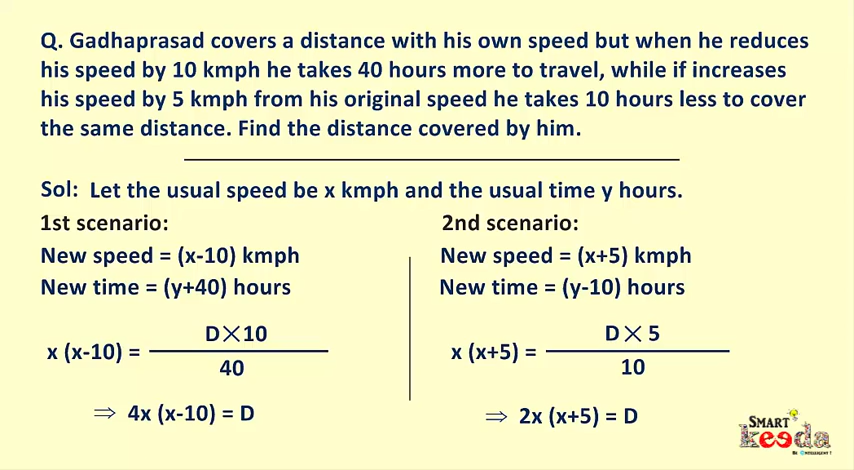 Q. Gadhaprasad covers a distance with his own speed but when he reduces
his speed by 10 kmph he takes 40 hours more to travel, while if increases
his speed by 5 kmph from his original speed he takes 10 hours less to cover
the same distance. Find the distance covered by him.
Sol: Let the usual speed be x kmph and the usual time y hours.
1st scenario:
New speed = (x-10) kmph
New time = (y+40) hours
x (x-10) = D×10
40
⇒ 4x (x-10) = D
2nd scenario:
New speed = (x+5) kmph
New time = (y-10) hours
x (x+5) = D×5
10
⇒ 2x (x+5) = D
SMART
keeda